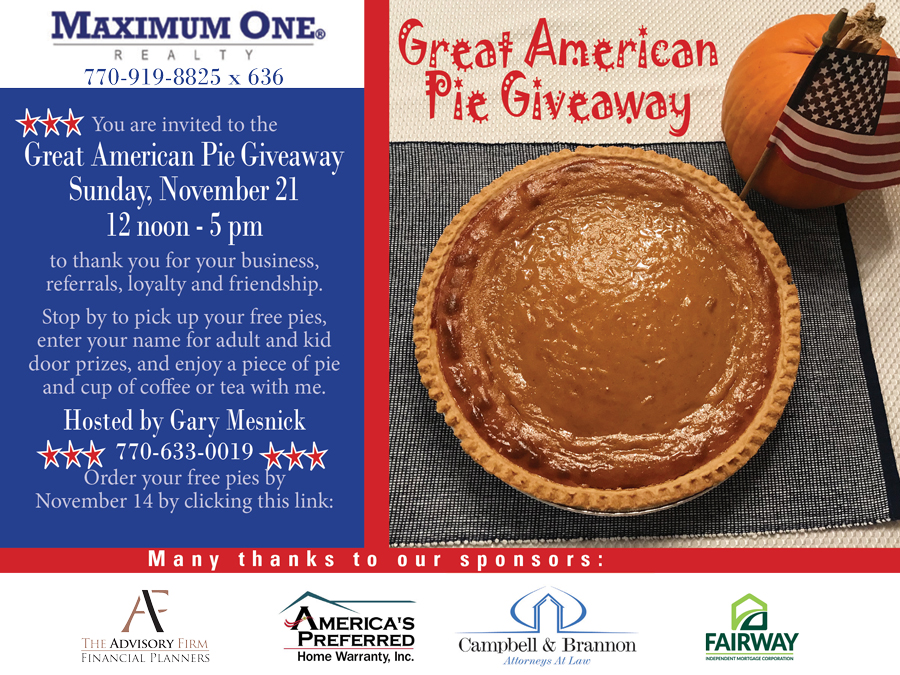 MAXIMUM ONE®
REALTY
770-919-8825 x 636
You are invited to the
Great American Pie Giveaway
Sunday, November 21
12 noon - 5 pm
to thank you for your business,
referrals, loyalty and friendship.
Stop by to pick up your free pies,
enter your name for adult and kid
door prizes, and enjoy a piece of pie
and cup of coffee or tea with me.
Hosted by Gary Mesnick
770-633-0019
Order your free pies by
November 14 by clicking this link:
Great American
Pie Giveaway
Many thanks to our sponsors:
AF
THE ADVISORY FIRM
FINANCIAL PLANNERS
AMERICA'S
PREFERRED
Home Warranty, Inc.
Campbell & Brannon
Attorneys At Law
FAIRWAY
INDEPENDENT MORTGAGE CORPORATION